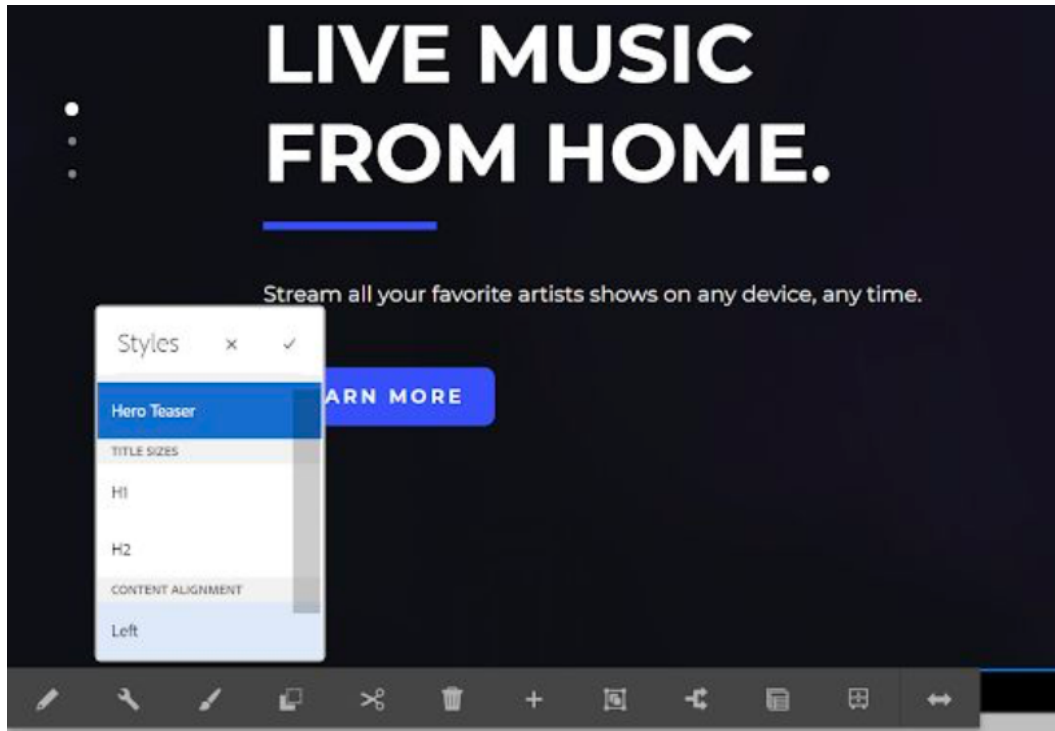 LIVE MUSIC
FROM HOME.
Stream all your favorite artists shows on any device, any time.
Styles
ARN MORE
Hero Teaser
TITLE SIZES
H1
H2
CONTENT ALIGNMENT
Left